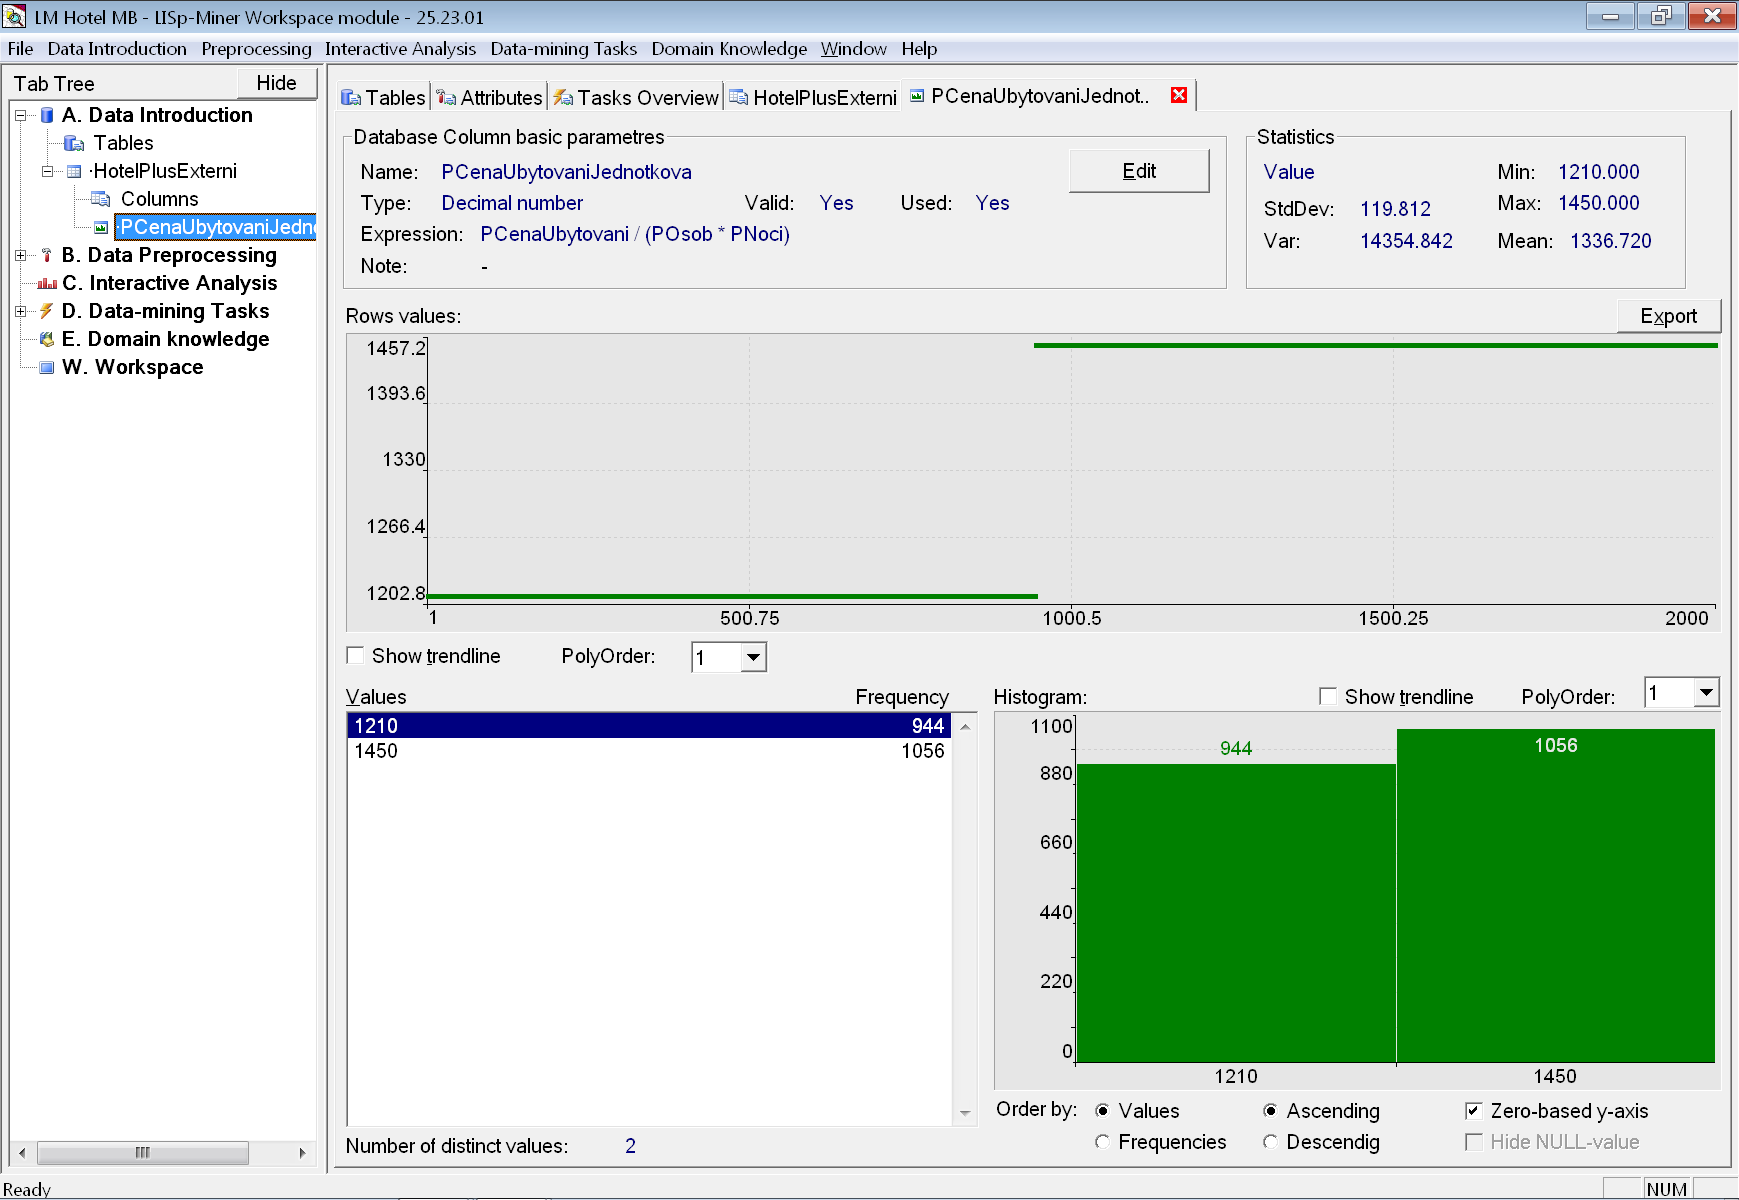 LM Hotel MB - LISp-Miner Workspace module - 25.23.01
File Data Introduction Preprocessing Interactive Analysis Data-mining Tasks Domain Knowledge Window Help
Tab Tree
Hide
A. Data Introduction
Tables
·HotelPlusExterni
Columns
·PCenaUbytovaniJedn
B. Data Preprocessing
C. Interactive Analysis
D. Data-mining Tasks
E. Domain knowledge
W. Workspace
Tables Attributes Tasks Overview HotelPlusExterni PCenaUbytovaniJednot..
Database Column basic parametres
Name: PCenaUbytovaniJednotkova
Edit
Type: Decimal number Valid: Yes Used: Yes
Expression: PCenaUbytovani / (POsob * PNoci)
Note: -
Statistics
Value Min: 1210.000
StdDev: 119.812 Max: 1450.000
Var: 14354.842 Mean: 1336.720
Rows values:
Export
1457.2
1393.6
1330
1266.4
1202.8
1 500.75 1000.5 1500.25 2000
Show trendline PolyOrder: 1
Values Frequency
1210 944
1450 1056
Number of distinct values: 2
Histogram: Show trendline PolyOrder: 1
1100
880
660
440
220
0
944 1056
1210 1450
Order by: Values Ascending Zero-based y-axis
Frequencies Descendig Hide NULL-value
Ready
NUM